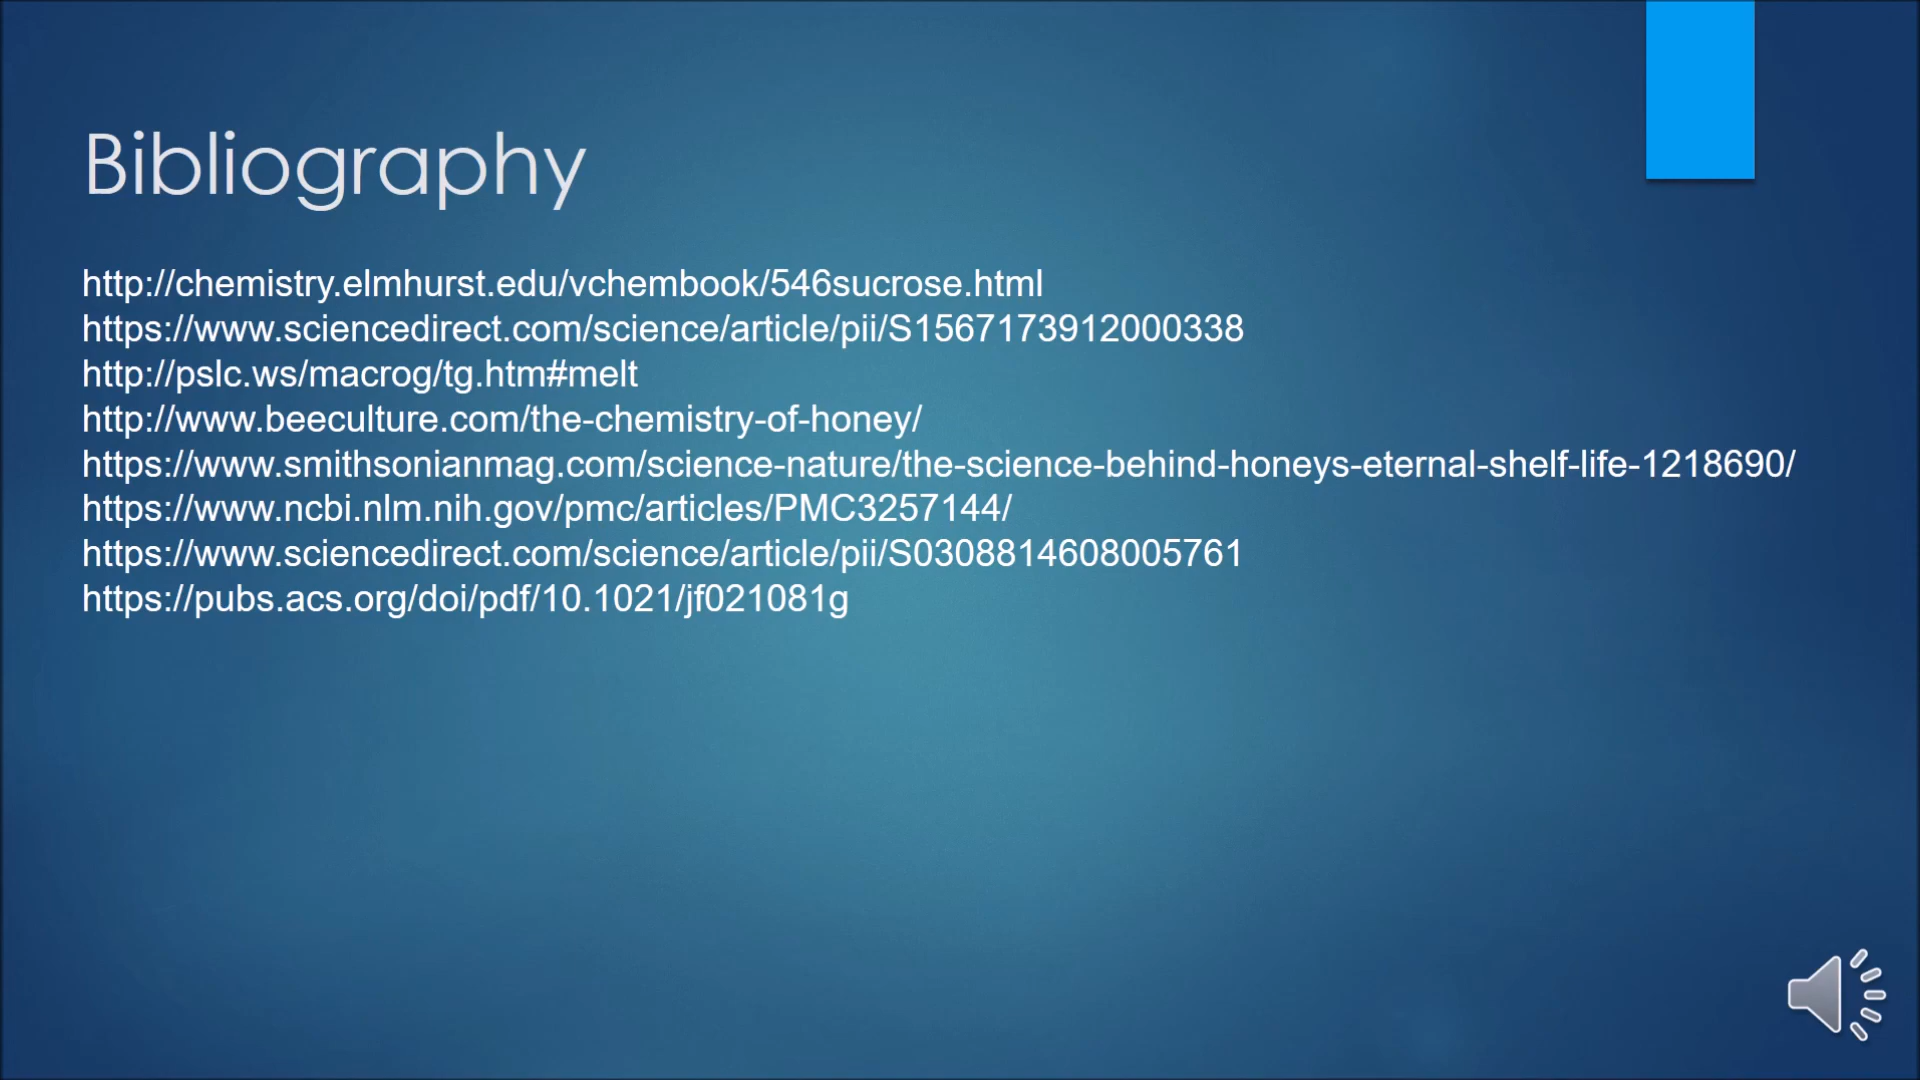 Bibliography
http://chemistry.elmhurst.edu/vchembook/546sucrose.html
https://www.sciencedirect.com/science/article/pii/S1567173912000338
http://pslc.ws/macrog/tg.htm#melt
http://www.beeculture.com/the-chemistry-of-honey/
https://www.smithsonianmag.com/science-nature/the-science-behind-honeys-eternal-shelf-life-1218690/
https://www.ncbi.nlm.nih.gov/pmc/articles/PMC3257144/
https://www.sciencedirect.com/science/article/pii/S0308814608005761
https://pubs.acs.org/doi/pdf/10.1021/jf021081g